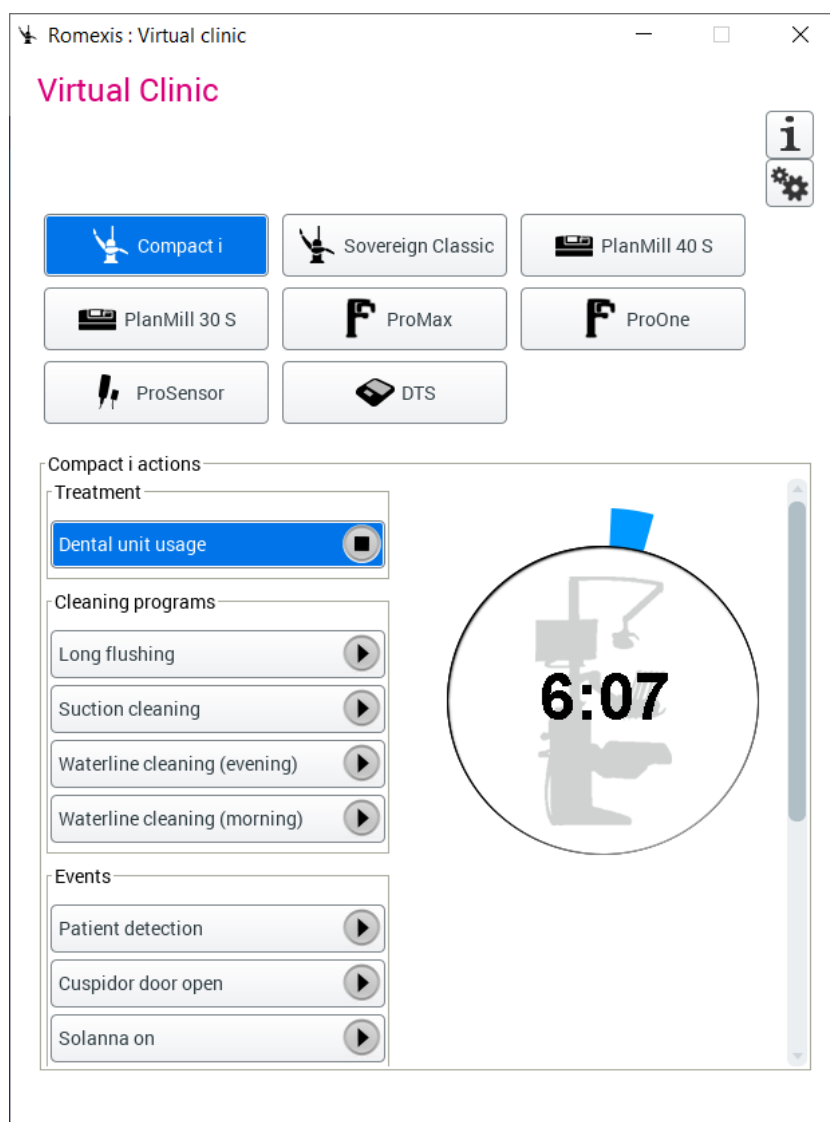 Romexis : Virtual clinic
Virtual Clinic
i
Compact i
Sovereign Classic
PlanMill 40 S
PlanMill 30 S
ProMax
ProOne
ProSensor
DTS
Compact i actions
Treatment
Dental unit usage
6:07
Cleaning programs
Long flushing
Suction cleaning
Waterline cleaning (evening)
Waterline cleaning (morning)
Events
Patient detection
Cuspidor door open
Solanna on